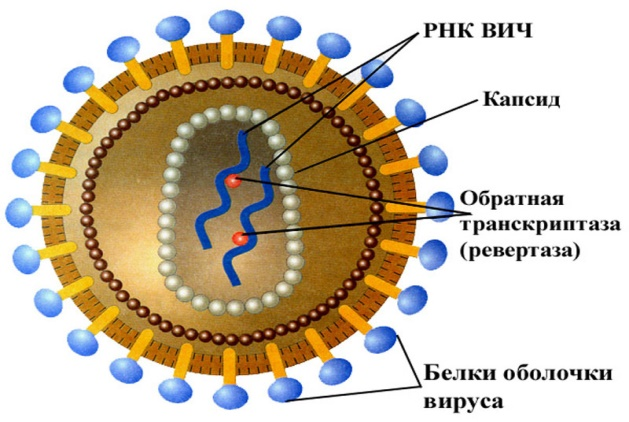 РНК ВИЧ
Капсид
Обратная
транскриптаза
(ревертаза)
Белки оболочки
вируса